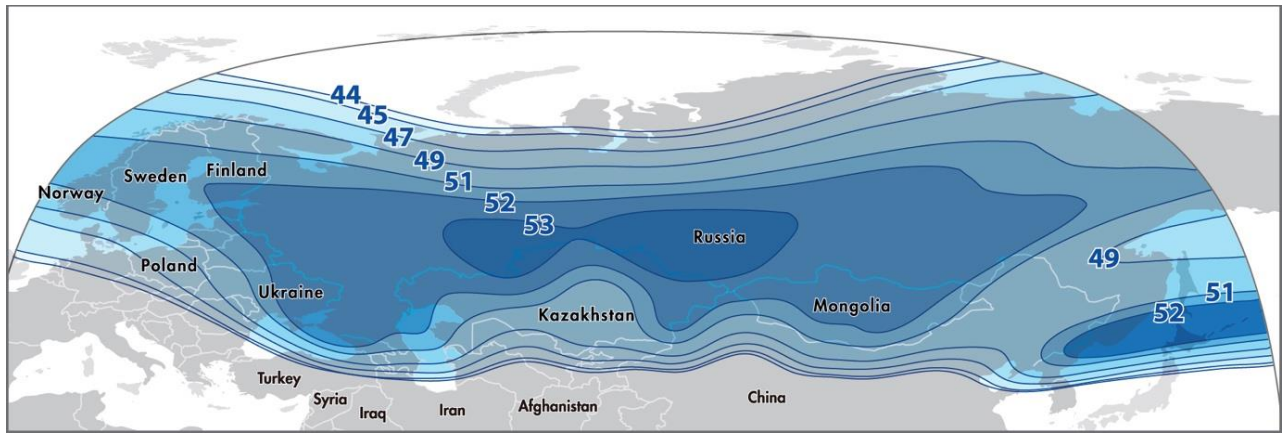 44
45
47
49
51
52
53
Sweden
Finland
Norway
Russia
Poland
49
Ukraine
51
Mongolia
52
Kazakhstan
Turkey
Syria
Iraq
Iran
Afghanistan
China